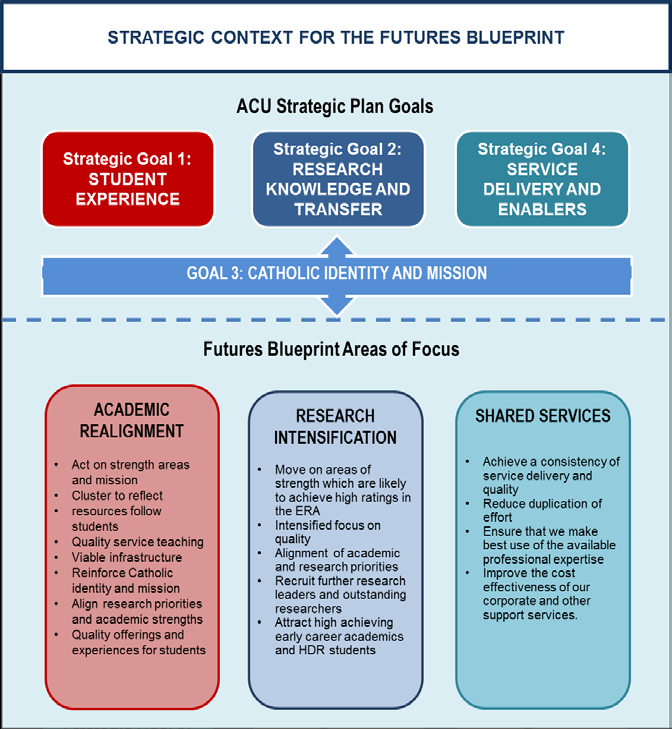 STRATEGIC CONTEXT FOR THE FUTURES BLUEPRINT
ACU Strategic Plan Goals
Strategic Goal 1:
STUDENT
EXPERIENCE
Strategic Goal 2:
RESEARCH
KNOWLEDGE AND
TRANSFER
Strategic Goal 4:
SERVICE
DELIVERY AND
ENABLERS
GOAL 3: CATHOLIC IDENTITY AND MISSION
Futures Blueprint Areas of Focus
ACADEMIC
REALIGNMENT
• Act on strength areas
and mission
• Cluster to reflect
• resources follow
students
• Quality service teaching
• Viable infrastructure
• Reinforce Catholic
identity and mission
• Align research priorities
and academic strengths
• Quality offerings and
experiences for students
RESEARCH
INTENSIFICATION
• Move on areas of
strength which are likely
to achieve high ratings in
the ERA
• Intensified focus on
quality
• Alignment of academic
and research priorities
• Recruit further research
leaders and outstanding
researchers
• Attract high achieving
early career academics
and HDR students
SHARED SERVICES
• Achieve a consistency of
service delivery and
quality
• Reduce duplication of
effort
• Ensure that we make
best use of the available
professional expertise
• Improve the cost
effectiveness of our
corporate and other
support services.